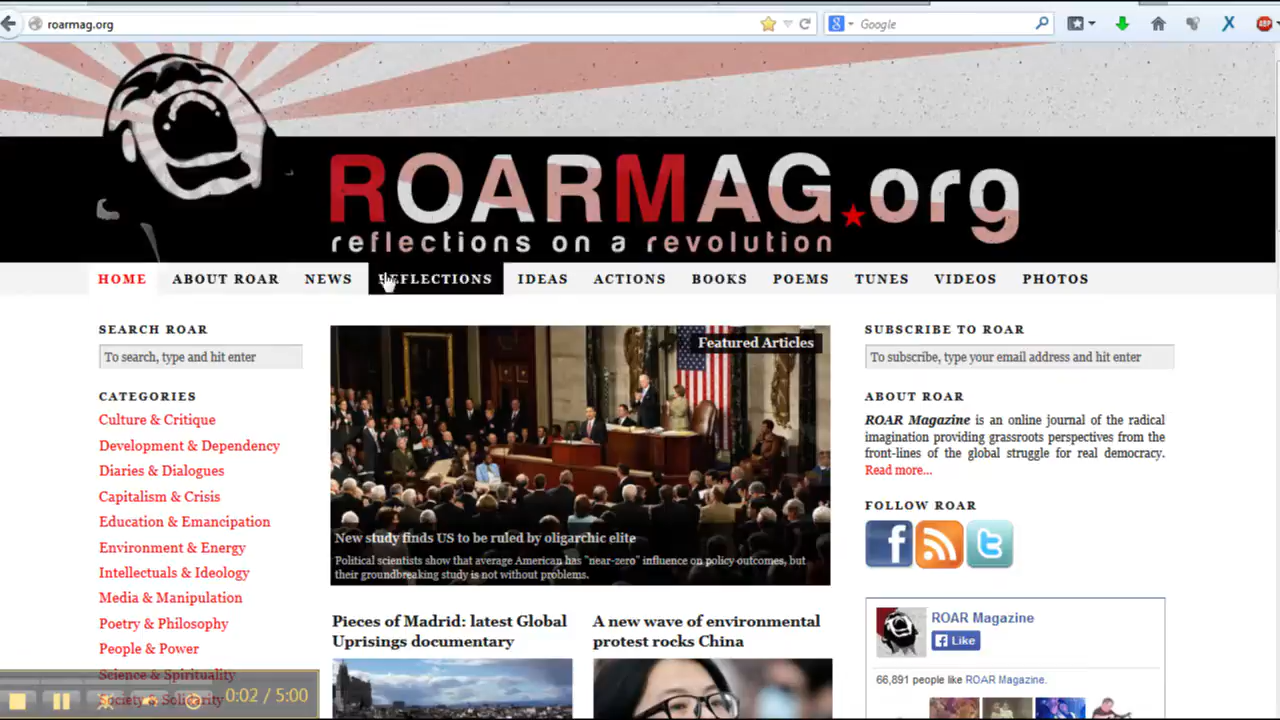 roarmag.org
Google
ROARMAG.org
reflections on a revolution
HOME ABOUT ROAR NEWS REFLECTIONS IDEAS ACTIONS BOOKS POEMS TUNES VIDEOS PHOTOS
SEARCH ROAR
To search, type and hit enter
CATEGORIES
Culture & Critique
Development & Dependency
Diaries & Dialogues
Capitalism & Crisis
Education & Emancipation
Environment & Energy
Intellectuals & Ideology
Media & Manipulation
Poetry & Philosophy
People & Power
Science & Spirituality
Society & Solidarity
0:02 / 5:00
Featured Articles
New study finds US to be ruled by oligarchic elite
Political scientists show that average American has "near-zero" influence on policy outcomes, but
their groundbreaking study is not without problems.
Pieces of Madrid: latest Global
Uprisings documentary
A new wave of environmental
protest rocks China
SUBSCRIBE TO ROAR
To subscribe, type your email address and hit enter
ABOUT ROAR
ROAR Magazine is an online journal of the radical
imagination providing grassroots perspectives from the
front-lines of the global struggle for real democracy.
Read more...
FOLLOW ROAR
ROAR Magazine
Like
66,891 people like ROAR Magazine.